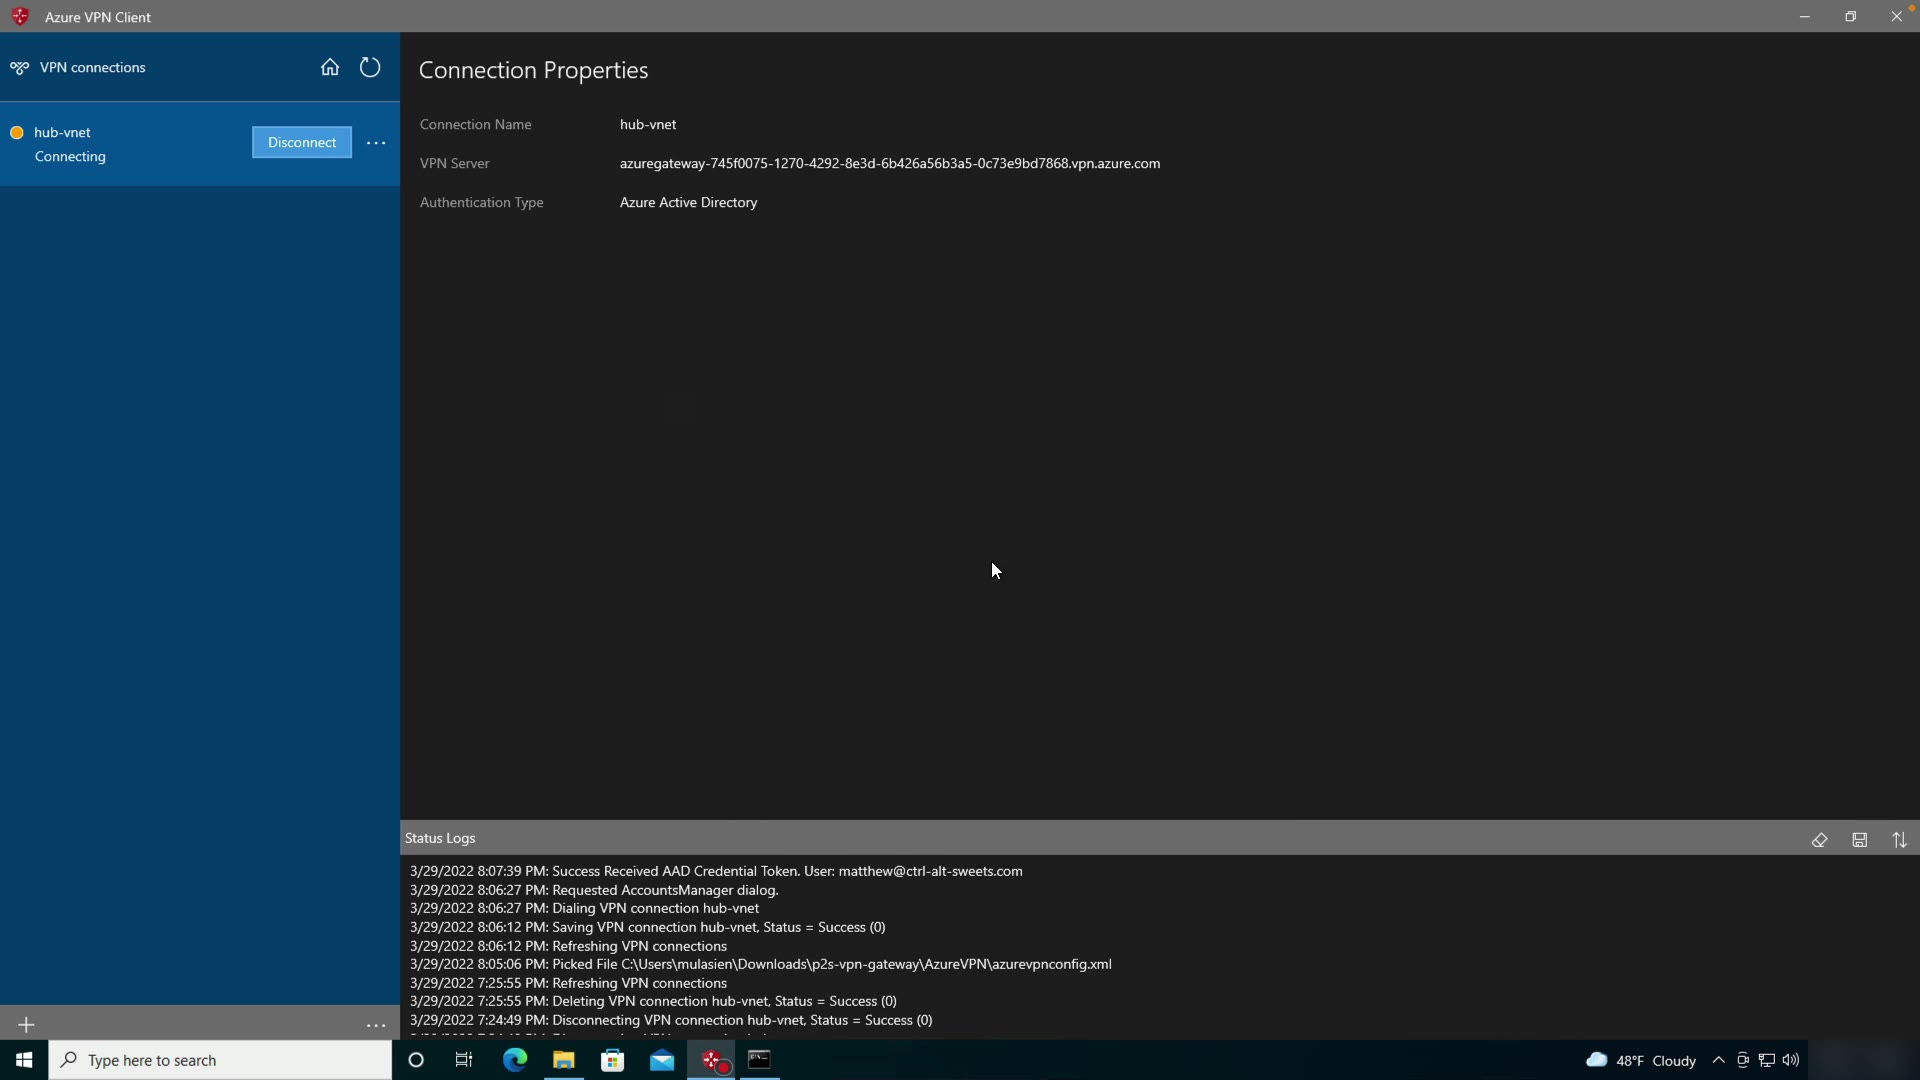 Azure VPN Client
VPN connections
hub-vnet
Connecting
Disconnect
Connection Properties
Connection Name hub-vnet
VPN Server azuregateway-745f0075-1270-4292-8e3d-6b426a56b3a5-0c73e9bd7868.vpn.azure.com
Authentication Type Azure Active Directory
Status Logs
3/29/2022 8:07:39 PM: Success Received AAD Credential Token. User: matthew@ctrl-alt-sweets.com
3/29/2022 8:06:27 PM: Requested AccountsManager dialog.
3/29/2022 8:06:27 PM: Dialing VPN connection hub-vnet
3/29/2022 8:06:12 PM: Saving VPN connection hub-vnet, Status = Success (0)
3/29/2022 8:06:12 PM: Refreshing VPN connections
3/29/2022 8:05:06 PM: Picked File C:\Users\mulasien\Downloads\p2s-vpn-gateway\AzureVPN\azurevpnconfig.xml
3/29/2022 7:25:55 PM: Refreshing VPN connections
3/29/2022 7:25:55 PM: Deleting VPN connection hub-vnet, Status = Success (0)
3/29/2022 7:24:49 PM: Disconnecting VPN connection hub-vnet, Status = Success (0)
Type here to search
48°F Cloudy